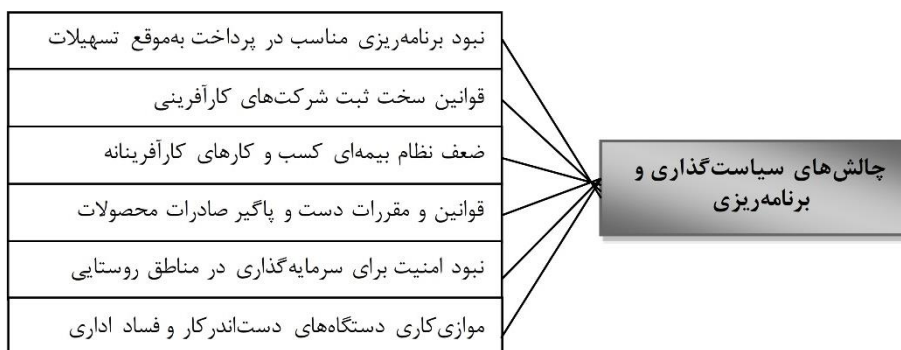 نبود برنامه‌ریزی مناسب در پرداخت به‌موقع تسهیلات
قوانین سخت ثبت شرکت‌های کارآفرینی
ضعف نظام بیمه‌ای کسب و کارهای کارآفرینانه
قوانین و مقررات دست و پاگیر صادرات محصولات
نبود امنیت برای سرمایه‌گذاری در مناطق روستایی
موازی‌کاری دستگاه‌های دست‌اندرکار و فساد اداری
چالش‌های سیاست‌گذاری و
برنامه‌ریزی